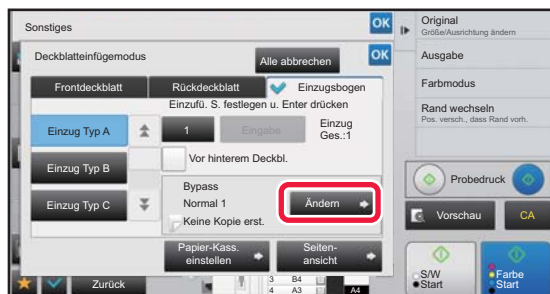 Sonstiges
OK
Deckblatteinfügemodus
Alle abbrechen
OK
Frontdeckblatt
Rückdeckblatt
Einzugsbogen
Einzufü. S. festlegen u. Enter drücken
Einzug Typ A
1
Eingabe
Einzug
Ges.:1
Einzug Typ B
Vor hinterem Deckbl.
Einzug Typ C
Bypass
Normal 1
Keine Kopie erst.
Ändern
Papier-Kass.
einstellen
Seiten-
ansicht
Zurück
3 B4
4 A3
A4
Original
Größe/Ausrichtung ändern
Ausgabe
Farbmodus
Rand wechseln
Pos. versch., dass Rand vorh.
Probedruck
Vorschau
CA
S/W
Start
Farbe
Start